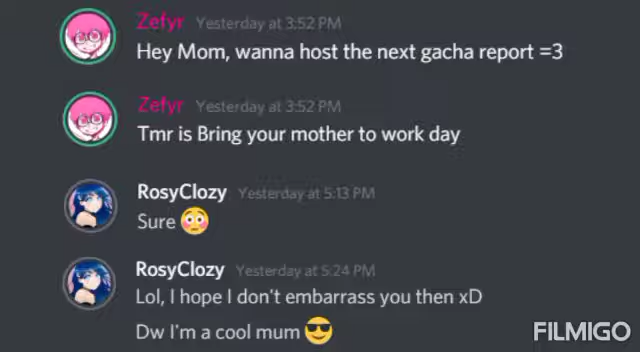 Zefyr Yesterday at 3:52 PM
Hey Mom, wanna host the next gacha report =3
Zefyr Yesterday at 3:52 PM
Tmr is Bring your mother to work day
RosyClozy Yesterday at 5:13 PM
Sure 😳
RosyClozy Yesterday at 5:24 PM
Lol, I hope I don't embarrass you then xD
Dw I'm a cool mum 😎
FILMIGO